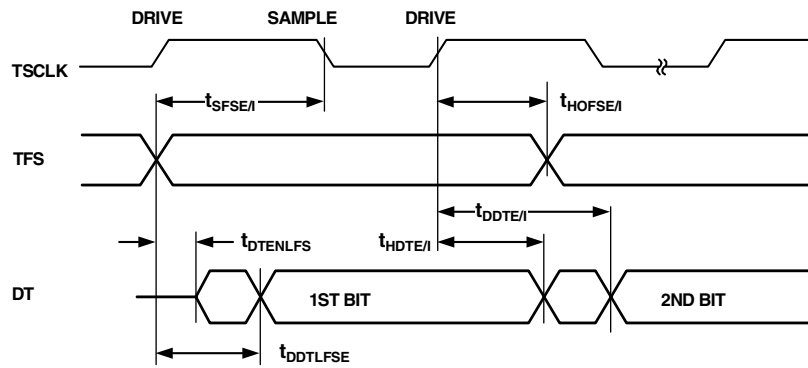 DRIVE SAMPLE DRIVE
TSCLK
tSFSE/I tHOFSE/I
TFS
tDDTE/I
tDTENLFS tHDTE/I
DT 1ST BIT 2ND BIT
tDDTLFSE